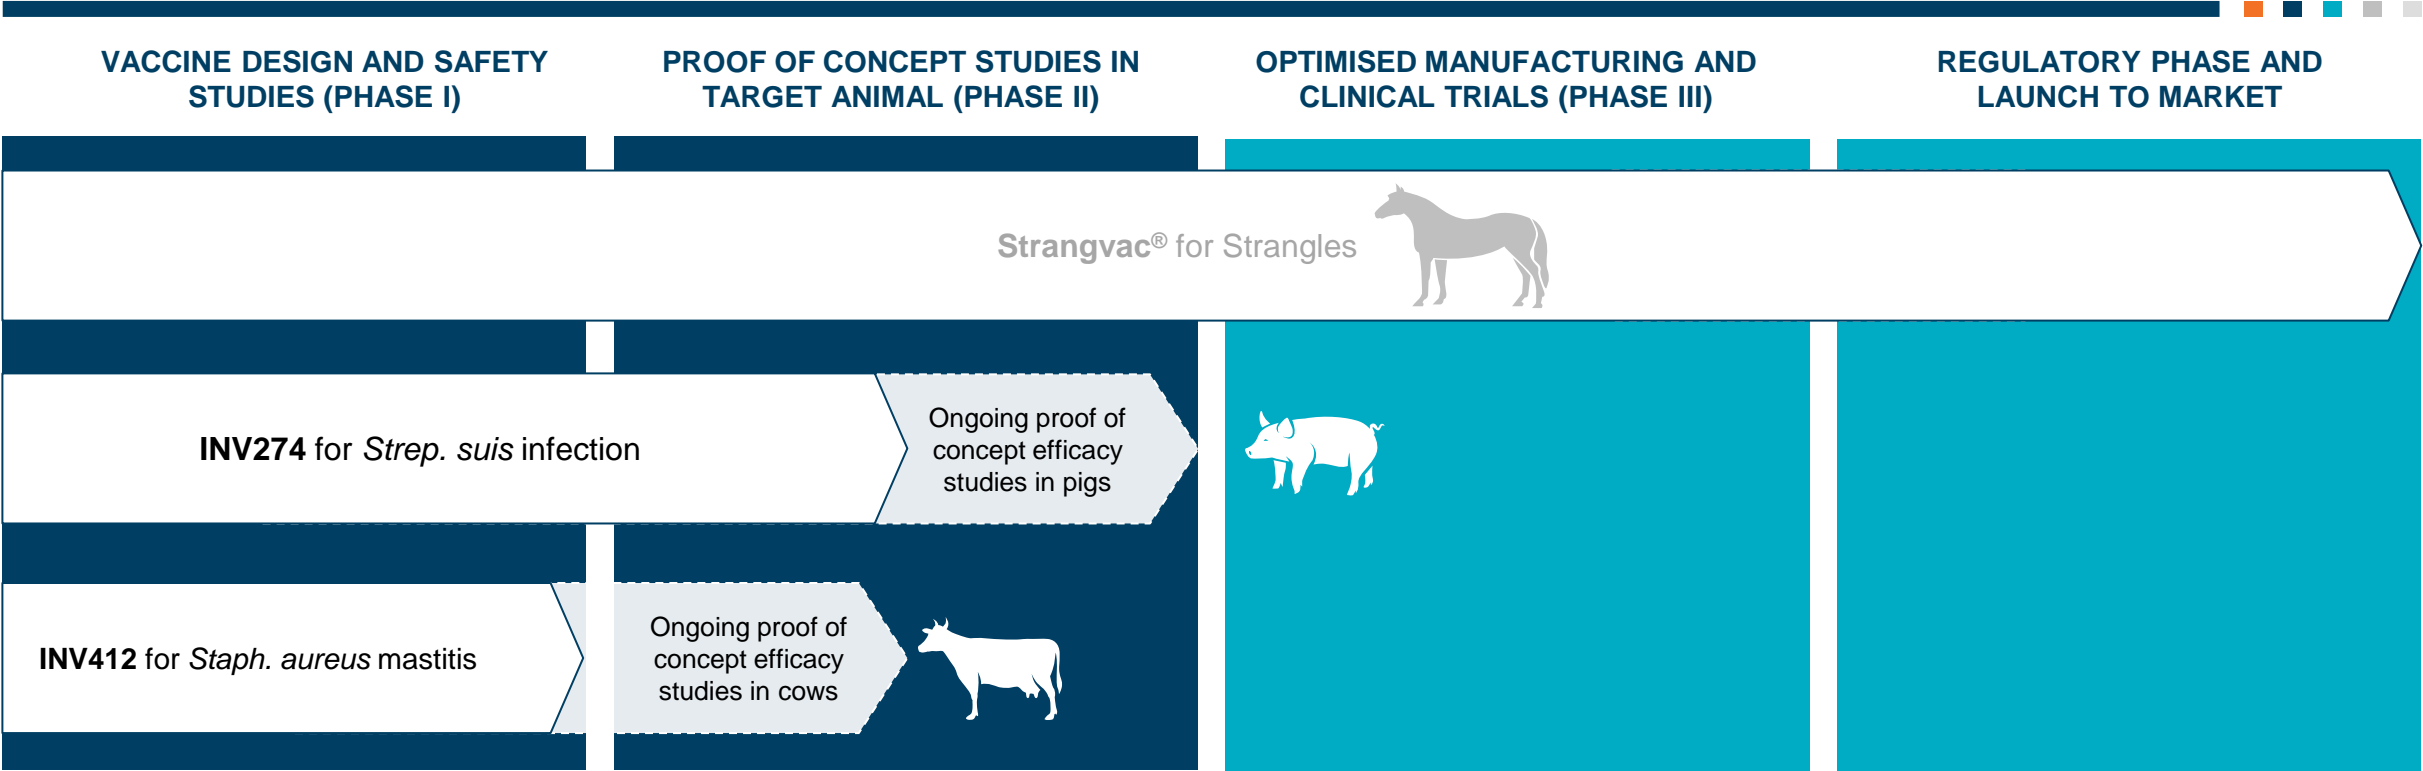 VACCINE DESIGN AND SAFETY
STUDIES (PHASE I)
PROOF OF CONCEPT STUDIES IN
TARGET ANIMAL (PHASE II)
OPTIMISED MANUFACTURING AND
CLINICAL TRIALS (PHASE III)
REGULATORY PHASE AND
LAUNCH TO MARKET
Strangvac® for Strangles
INV274 for Strep. suis infection
Ongoing proof of
concept efficacy
studies in pigs
INV412 for Staph. aureus mastitis
Ongoing proof of
concept efficacy
studies in cows